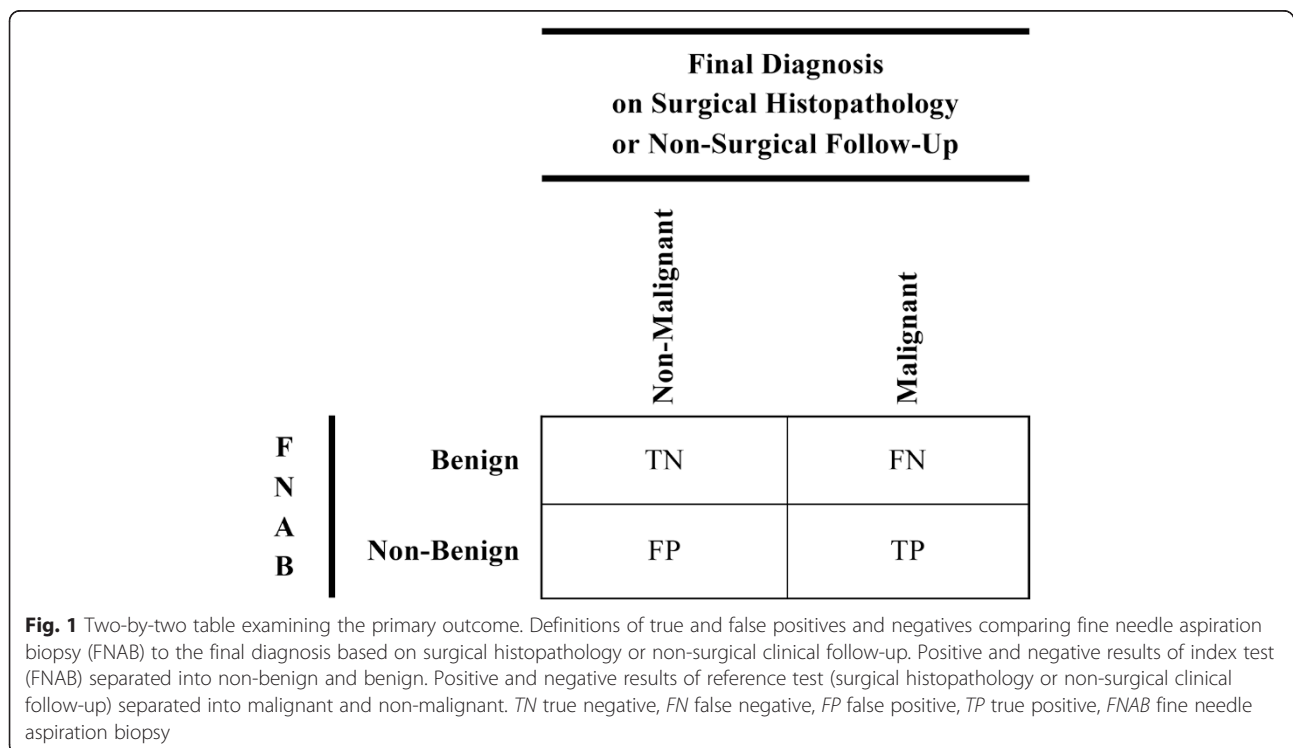 Final Diagnosis
on Surgical Histopathology
or Non-Surgical Follow-Up
Non-Malignant
Malignant
F
N
A
B
Benign
TN
FN
Non-Benign
FP
TP
Fig. 1 Two-by-two table examining the primary outcome. Definitions of true and false positives and negatives comparing fine needle aspiration
biopsy (FNAB) to the final diagnosis based on surgical histopathology or non-surgical clinical follow-up. Positive and negative results of index test
(FNAB) separated into non-benign and benign. Positive and negative results of reference test (surgical histopathology or non-surgical clinical
follow-up) separated into malignant and non-malignant. TN true negative, FN false negative, FP false positive, TP true positive, FNAB fine needle
aspiration biopsy